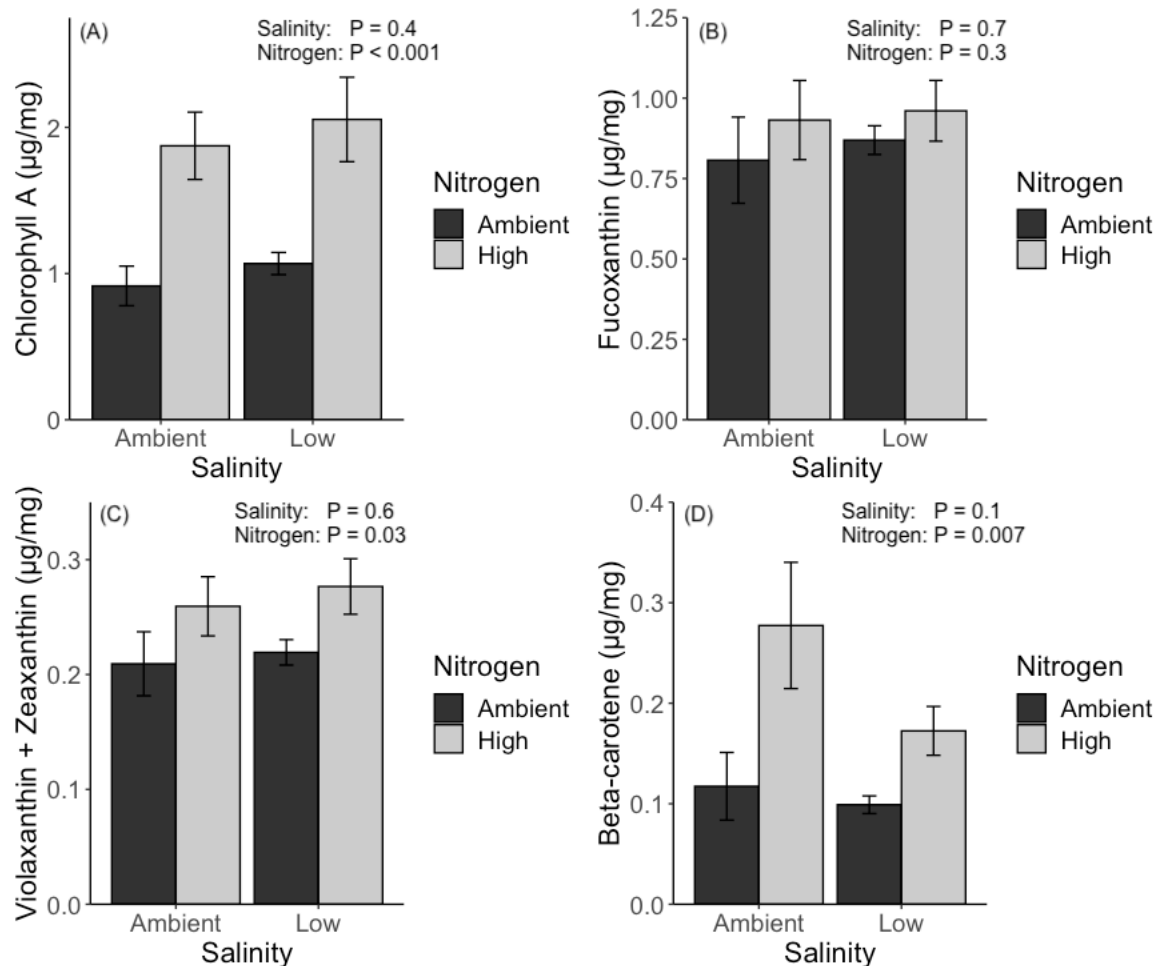 (A)
Salinity: P = 0.4
Nitrogen: P < 0.001
Chlorophyll A (µg/mg)
2
1
0
Ambient Low
Salinity
Nitrogen
Ambient
High
(B)
Salinity: P = 0.7
Nitrogen: P = 0.3
Fucoxanthin (µg/mg)
1.25
1.00
0.75
0.50
0.25
0.00
Ambient Low
Salinity
Nitrogen
Ambient
High
(C)
Salinity: P = 0.6
Nitrogen: P = 0.03
Violaxanthin + Zeaxanthin (µg/mg)
0.3
0.2
0.1
0.0
Ambient Low
Salinity
Nitrogen
Ambient
High
(D)
Salinity: P = 0.1
Nitrogen: P = 0.007
Beta-carotene (µg/mg)
0.4
0.3
0.2
0.1
0.0
Ambient Low
Salinity
Nitrogen
Ambient
High